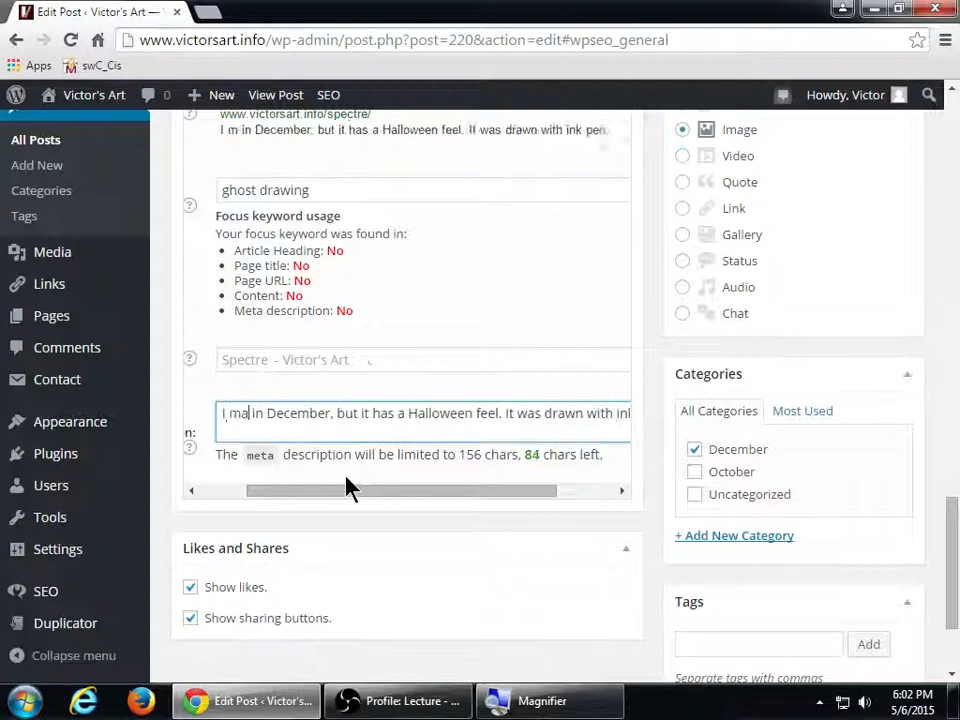 Edit Post ‹ Victor's Art —
www.victorsart.info/wp-admin/post.php?post=220&action=edit#wpseo_general
Apps swC_Cis
Victor's Art 0 New View Post SEO Howdy, Victor
All Posts
Add New
Categories
Tags
Media
Links
Pages
Comments
Contact
Appearance
Plugins
Users
Tools
Settings
SEO
Duplicator
Collapse menu
www.victorsart.info/spectre/
I m in December, but it has a Halloween feel. It was drawn with ink pen.
ghost drawing
Focus keyword usage
Your focus keyword was found in:
Article Heading: No
Page title: No
Page URL: No
Content: No
Meta description: No
Spectre - Victor's Art
n:
I ma in December, but it has a Halloween feel. It was drawn with inl
The meta description will be limited to 156 chars, 84 chars left.
Likes and Shares
Show likes.
Show sharing buttons.
Image
Video
Quote
Link
Gallery
Status
Audio
Chat
Categories
All Categories Most Used
December
October
Uncategorized
+ Add New Category
Tags
Add
Separate tags with commas
Edit Post ‹ Victor's... Profile: Lecture - ... Magnifier
6:02 PM
5/6/2015